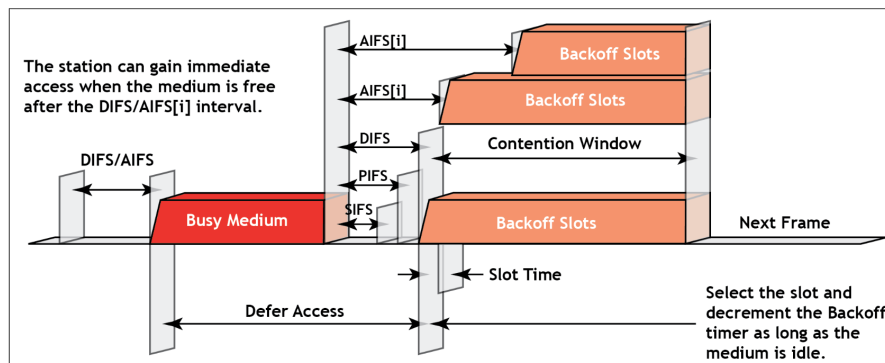 The station can gain immediate
access when the medium is free
after the DIFS/AIFS[i] interval.
AIFS[i]
Backoff Slots
AIFS[i]
Backoff Slots
DIFS
Contention Window
DIFS/AIFS
PIFS
SIFS
Busy Medium
Backoff Slots
Next Frame
Slot Time
Defer Access
Select the slot and
decrement the Backoff
timer as long as the
medium is idle.